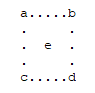 a.....b
.     .
.  e  .
.     .
c.....d